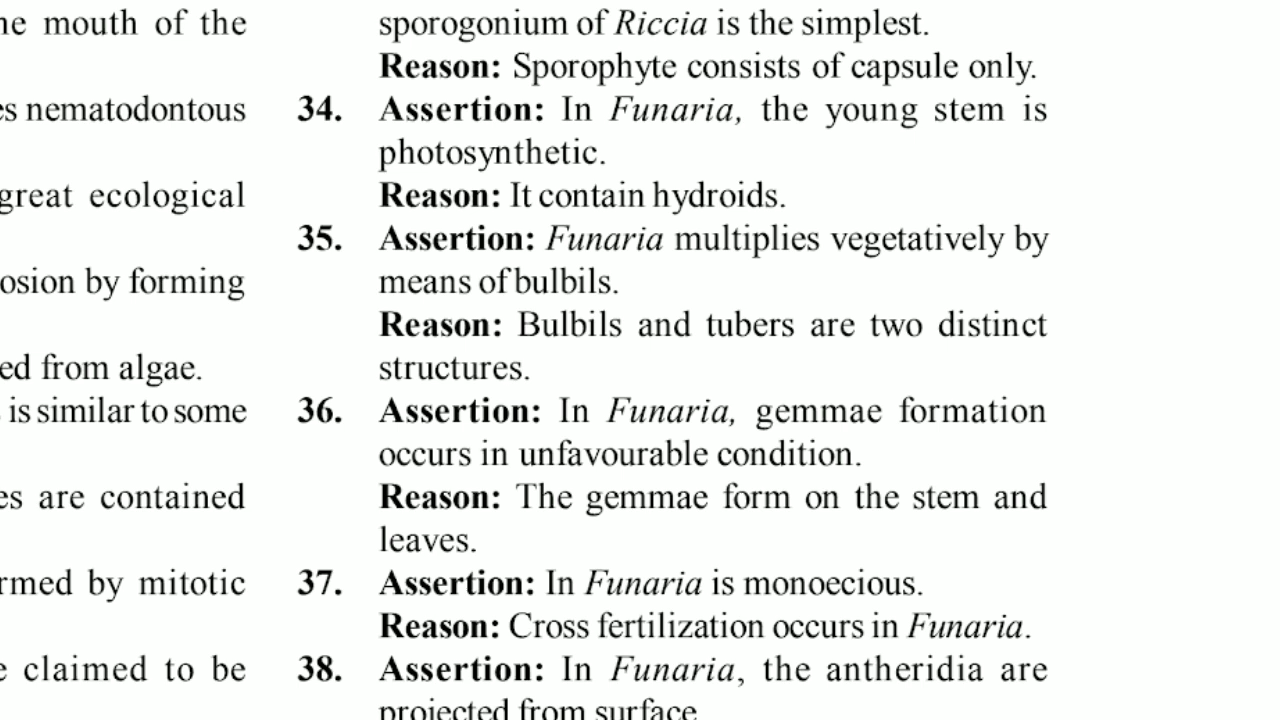 he mouth of the
es nematodontous
great ecological
osion by forming
ed from algae.
is similar to some
es are contained
rmed by mitotic
e claimed to be
sporogonium of Riccia is the simplest.
Reason: Sporophyte consists of capsule only.
34. Assertion: In Funaria, the young stem is
photosynthetic.
Reason: It contain hydroids.
35. Assertion: Funaria multiplies vegetatively by
means of bulbils.
Reason: Bulbils and tubers are two distinct
structures.
36. Assertion: In Funaria, gemmae formation
occurs in unfavourable condition.
Reason: The gemmae form on the stem and
leaves.
37. Assertion: In Funaria is monoecious.
Reason: Cross fertilization occurs in Funaria.
38. Assertion: In Funaria, the antheridia are
projected from surface